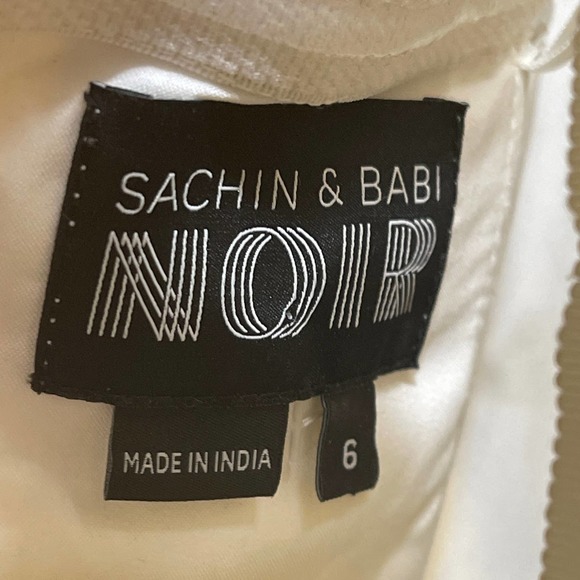 SACHIN & BABI
NOIR
MADE IN INDIA
6